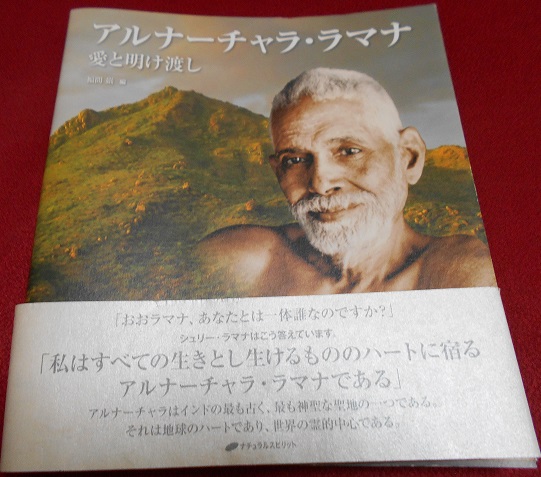 アルナーチャラ・ラマナ
愛と明け渡し
福間 巖 編
「おおラマナ、あなたとは一体誰なのですか?」
シュリー・ラマナはこう答えています。
「私はすべての生きとし生けるもののハートに宿る
アルナーチャラ・ラマナである」
アルナーチャラはインドの最も古く、最も神聖な聖地の一つである。
それは地球のハートであり、世界の霊的中心である。
ナチュラルスピリット